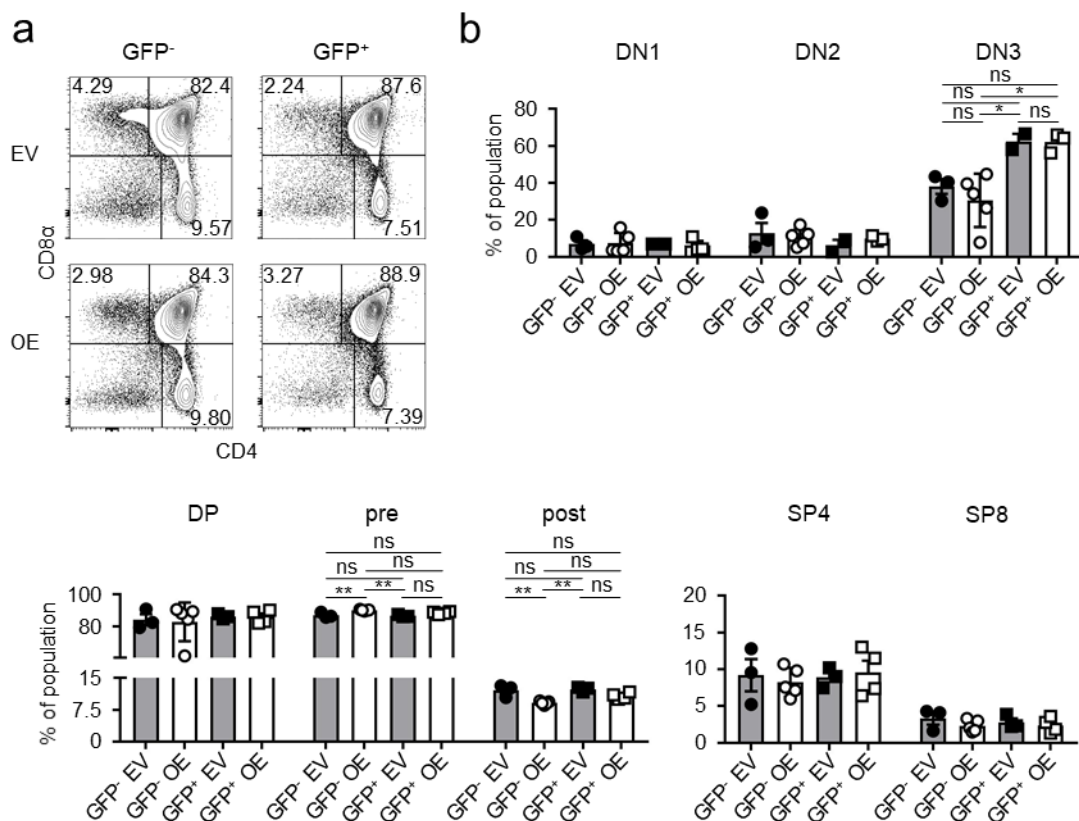 a
GFP⁻ GFP⁺
EV
4.29 82.4
9.57
2.24 87.6
7.51
OE
2.98 84.3
9.80
3.27 88.9
7.39
CD8α
CD4
b
DN1 DN2 DN3
ns
ns *
ns * ns
% of population
80
60
40
20
0
GFP⁻ EV GFP⁻ OE GFP⁺ EV GFP⁺ OE GFP⁻ EV GFP⁻ OE GFP⁺ EV GFP⁺ OE GFP⁻ EV GFP⁻ OE GFP⁺ EV GFP⁺ OE
DP pre post
ns ns
ns ns ns ns
** ** ns ** ** ns
% of population
100
80
15
7.5
0
GFP⁻ EV GFP⁻ OE GFP⁺ EV GFP⁺ OE GFP⁻ EV GFP⁻ OE GFP⁺ EV GFP⁺ OE GFP⁻ EV GFP⁻ OE GFP⁺ EV GFP⁺ OE
SP4 SP8
20
15
10
5
0
GFP⁻ EV GFP⁻ OE GFP⁺ EV GFP⁺ OE GFP⁻ EV GFP⁻ OE GFP⁺ EV GFP⁺ OE